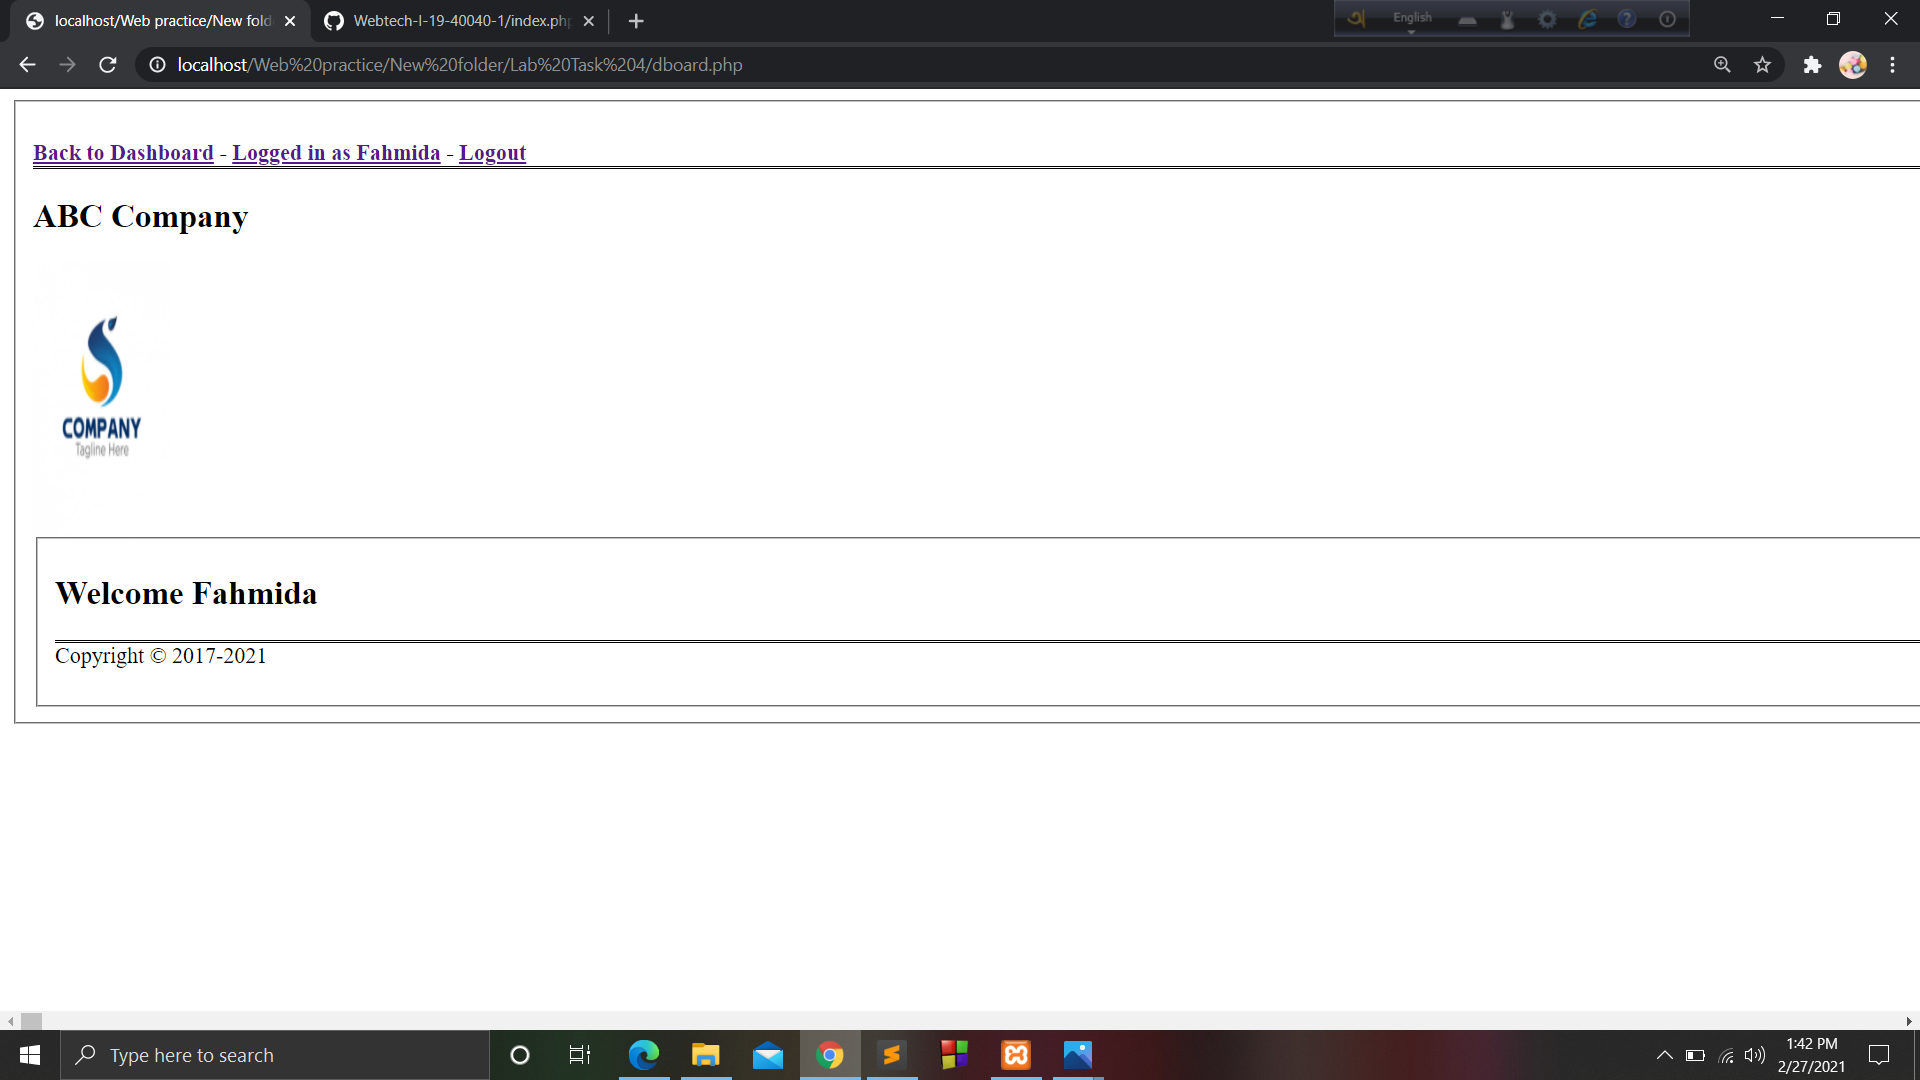 localhost/Web practice/New fold
Webtech-I-19-40040-1/index.php
English
localhost/Web%20practice/New%20folder/Lab%20Task%204/dboard.php
Back to Dashboard - Logged in as Fahmida - Logout
ABC Company
COMPANY
Tagline Here
Welcome Fahmida
Copyright © 2017-2021
Type here to search
1:42 PM
2/27/2021